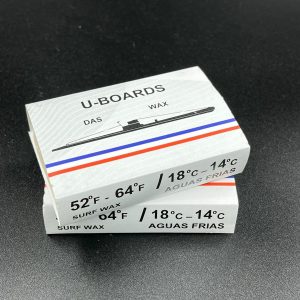 U-BOARDS
DAS WAX
52°F - 64°F / 18°C - 14°C
SURF WAX AGUAS FRIAS
64°F / 18°C - 14°C
SURF WAX AGUAS FRIAS